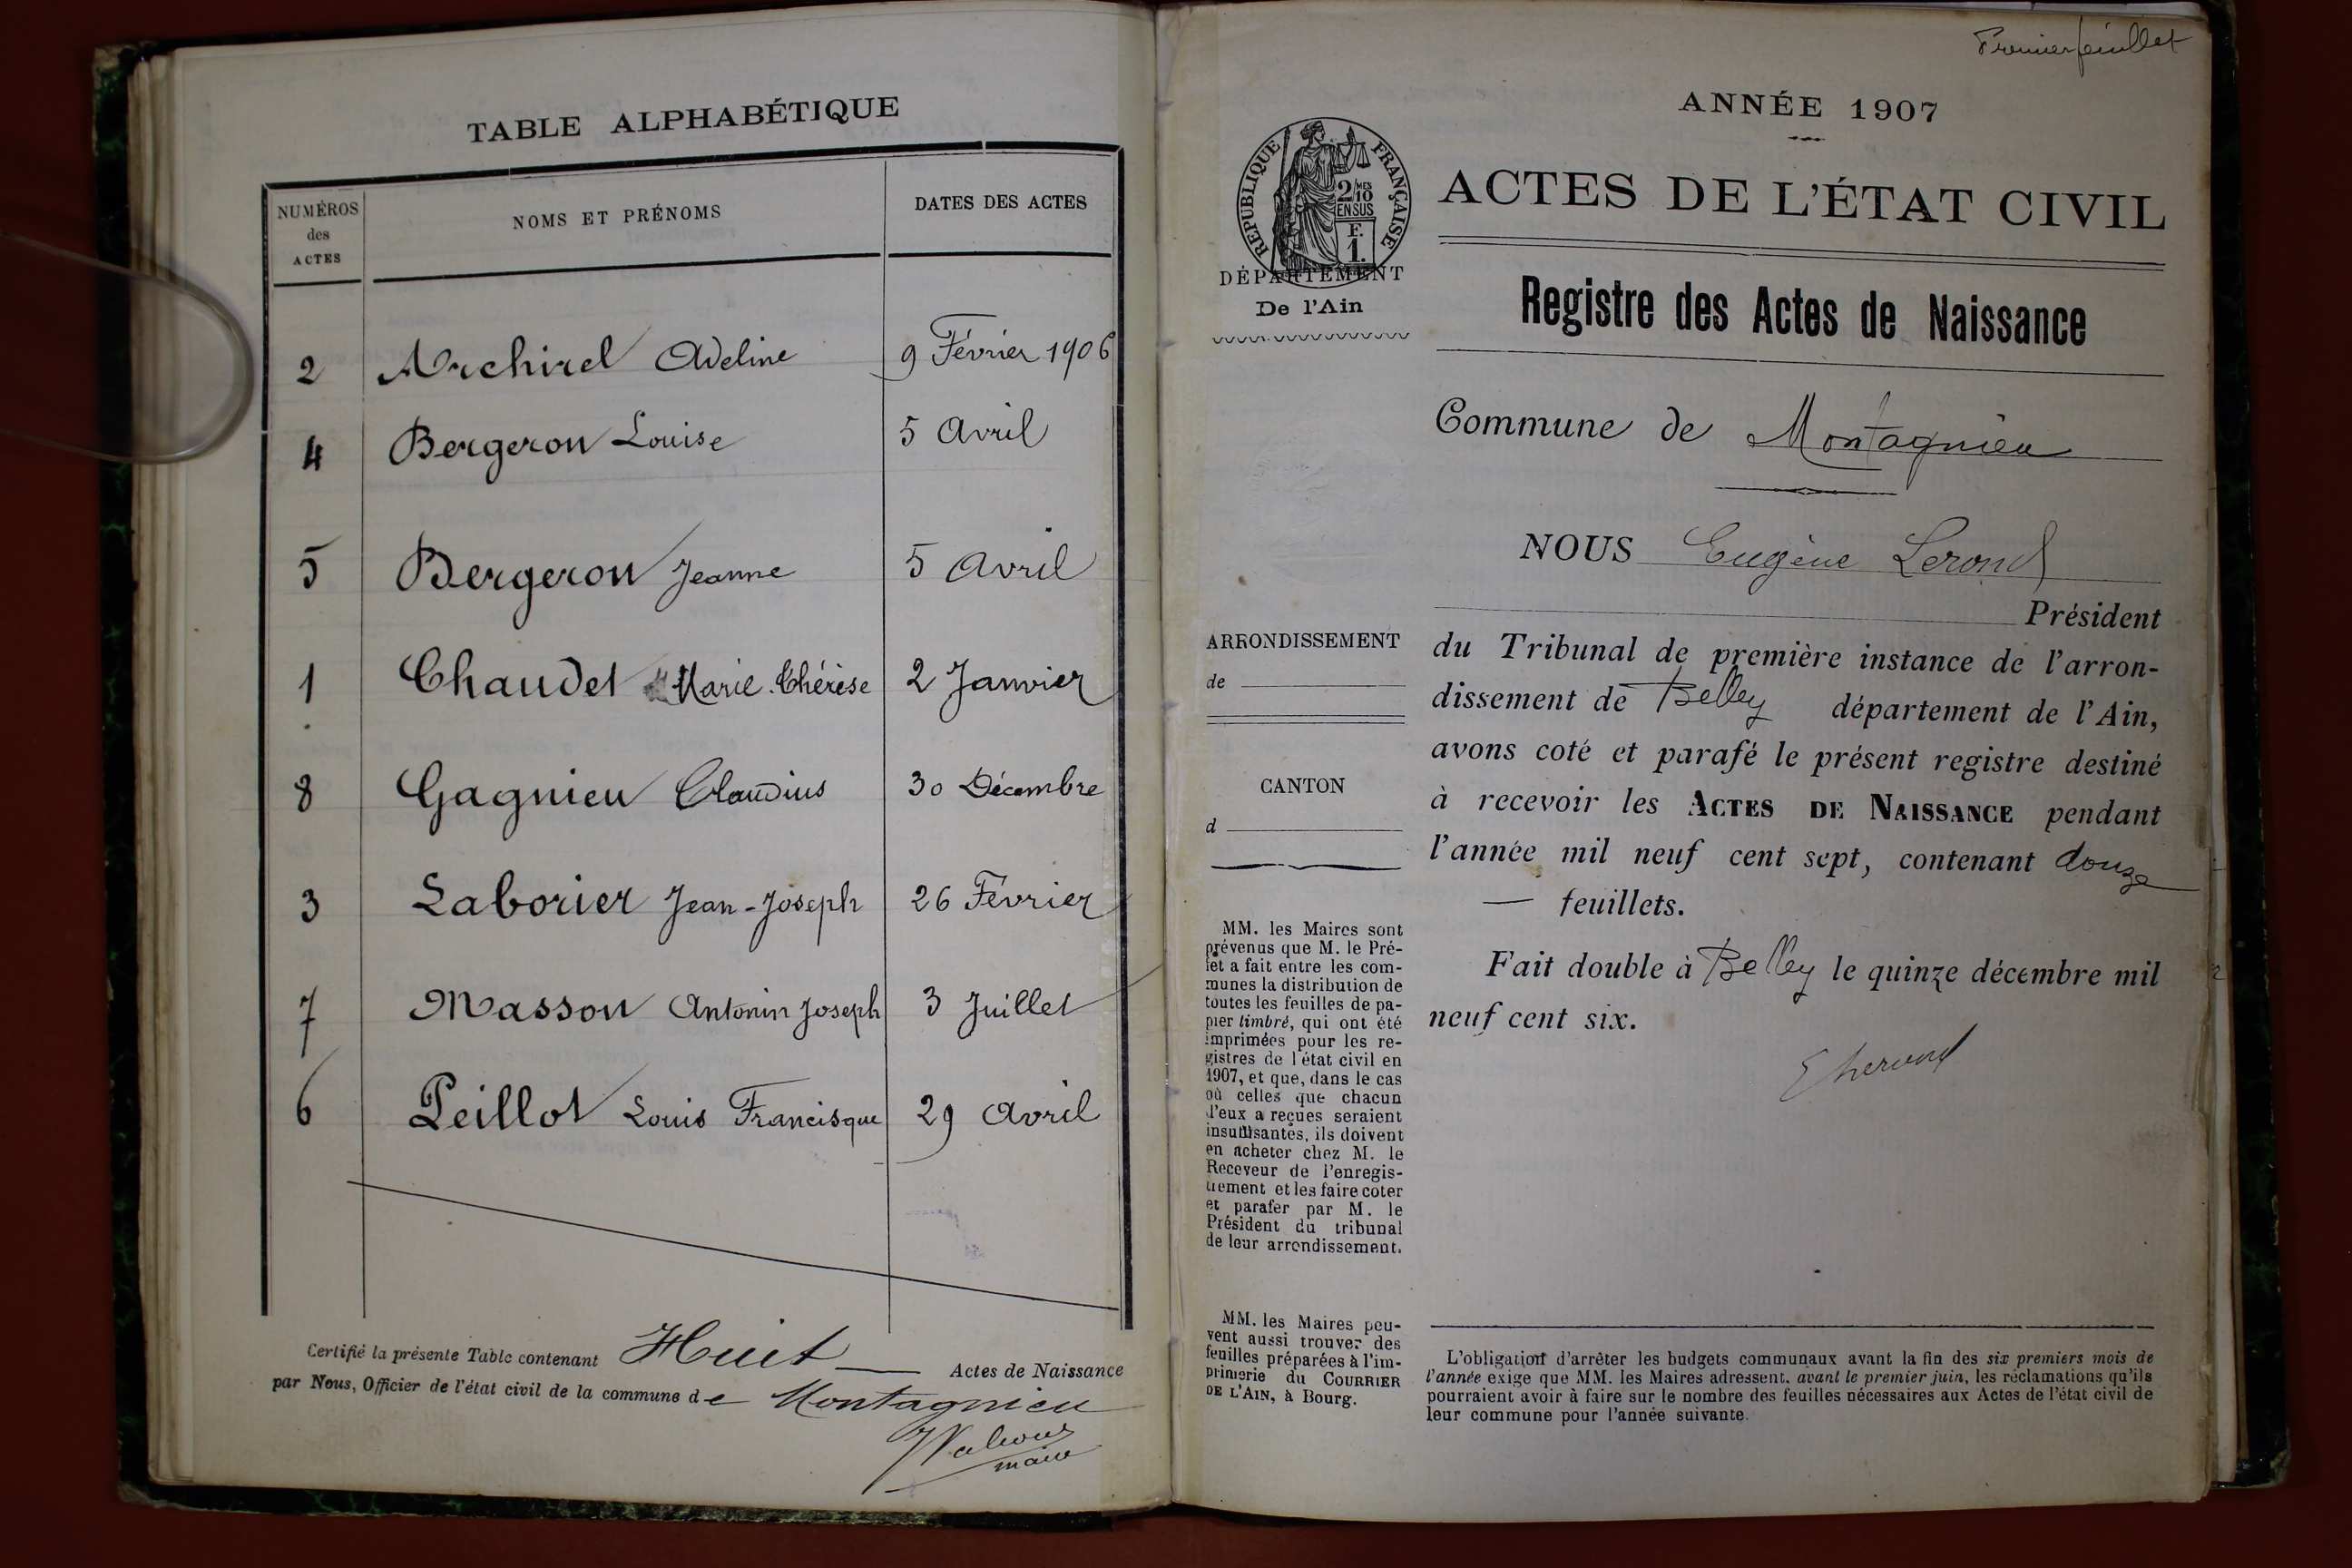 TABLE ALPHABÉTIQUE
NUMÉROS
des
ACTES
NOMS ET PRÉNOMS
DATES DES ACTES
2 Archirel Adeline 9 Février 1906
4 Bergeron Louise 5 Avril
5 Bergeron Jeanne 5 Avril
1 Chaudet Marie Thérèse 2 Janvier
8 Gagnieu Claudius 30 Décembre
3 Laborier Jean-Joseph 26 Février
7 Masson Antonin Joseph 3 Juillet
6 Peillot Louis Francisque 29 Avril
Certifié la présente Table contenant Huit Actes de Naissance
par Nous, Officier de l'état civil de la commune de Montagnieu
maire
Premier feuillet
ANNÉE 1907
RÉPUBLIQUE FRANÇAISE
2/10 MES
EN SUS
F.
1.
DÉPARTEMENT
De l'Ain
ACTES DE L'ÉTAT CIVIL
Registre des Actes de Naissance
Commune de Montagnieu
NOUS Eugène Lerond
Président
du Tribunal de première instance de l'arron-
dissement de Belley département de l'Ain,
avons coté et parafé le présent registre destiné
à recevoir les ACTES DE NAISSANCE pendant
l'année mil neuf cent sept, contenant douze
— feuillets.
Fait double à Belley le quinze décembre mil
neuf cent six.
ARRONDISSEMENT
de
CANTON
d
MM. les Maires sont
prévenus que M. le Pré-
fet a fait entre les com-
munes la distribution de
toutes les feuilles de pa-
pier timbré, qui ont été
imprimées pour les re-
gistres de l'état civil en
1907, et que, dans le cas
où celles que chacun
d'eux a reçues seraient
insuffisantes, ils doivent
en acheter chez M. le
Receveur de l'enregis-
trement et les faire coter
et parafer par M. le
Président du tribunal
de leur arrondissement.
MM. les Maires peu-
vent aussi trouver des
feuilles préparées à l'im-
primerie du COURRIER
DE L'AIN, à Bourg.
L'obligation d'arrêter les budgets communaux avant la fin des six premiers mois de
l'année exige que MM. les Maires adressent, avant le premier juin, les réclamations qu'ils
pourraient avoir à faire sur le nombre des feuilles nécessaires aux Actes de l'état civil de
leur commune pour l'année suivante.